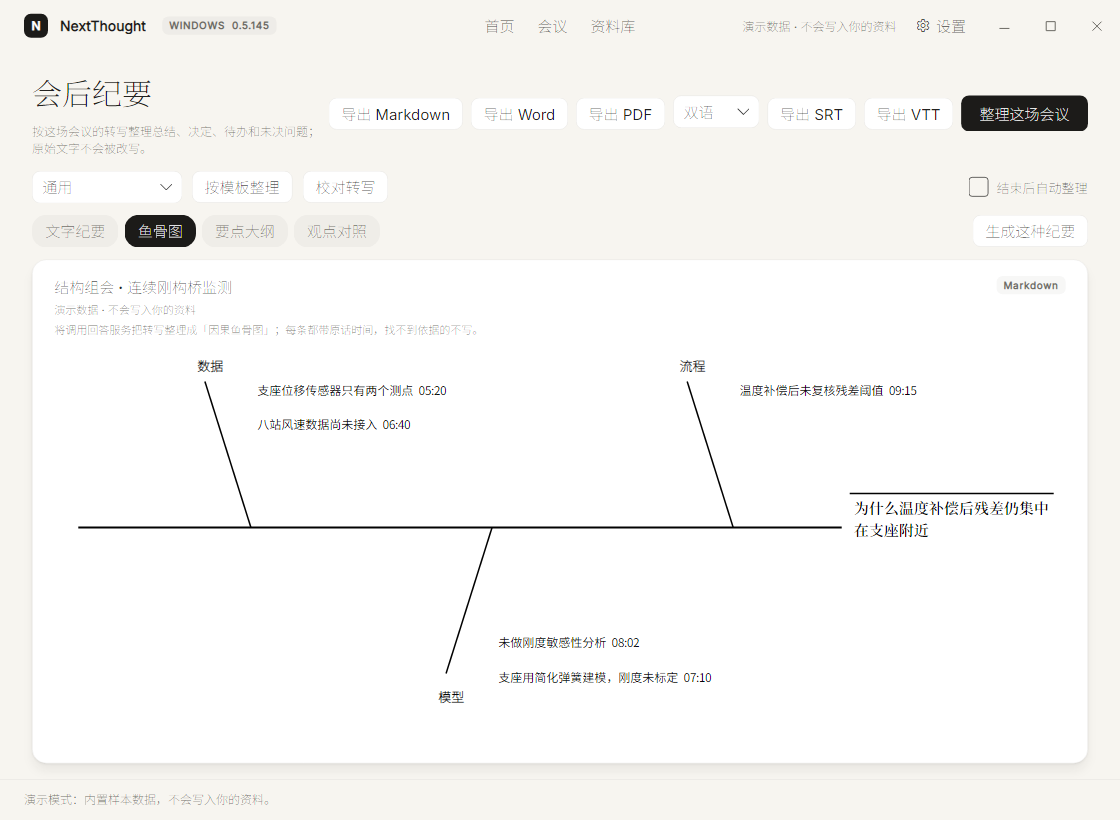 N NextThought WINDOWS 0.5.145 首页 会议 资料库 演示数据 · 不会写入你的资料 设置
会后纪要
按这场会议的转写整理总结、决定、待办和未决问题；
原始文字不会被改写。
导出 Markdown 导出 Word 导出 PDF 双语 导出 SRT 导出 VTT 整理这场会议
通用 按模板整理 校对转写 结束后自动整理
文字纪要 鱼骨图 要点大纲 观点对照 生成这种纪要
结构组会 · 连续刚构桥监测 Markdown
演示数据 · 不会写入你的资料
将调用回答服务把转写整理成「因果鱼骨图」；每条都带原话时间，找不到依据的不写。
数据 流程
支座位移传感器只有两个测点 05:20 温度补偿后未复核残差阈值 09:15
八站风速数据尚未接入 06:40
为什么温度补偿后残差仍集中
在支座附近
未做刚度敏感性分析 08:02
支座用简化弹簧建模，刚度未标定 07:10
模型
演示模式：内置样本数据，不会写入你的资料。